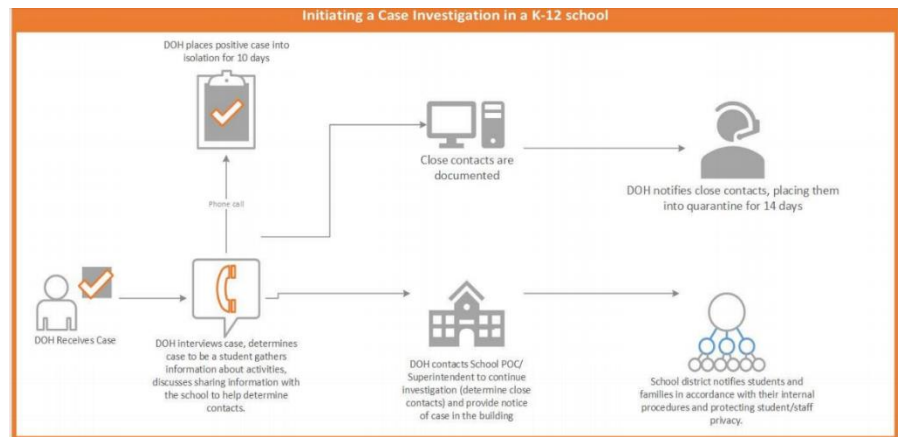 Initiating a Case Investigation in a K-12 school
DOH places positive case into
isolation for 10 days
Close contacts are
documented
DOH notifies close contacts, placing them
into quarantine for 14 days
Phone call
DOH Receives Case
DOH interviews case, determines
case to be a student gathers
information about activities,
discusses sharing information with
the school to help determine
contacts.
DOH contacts School POC/
Superintendent to continue
investigation (determine close
contacts) and provide notice
of case in the building
School district notifies students and
families in accordance with their internal
procedures and protecting student/staff
privacy.